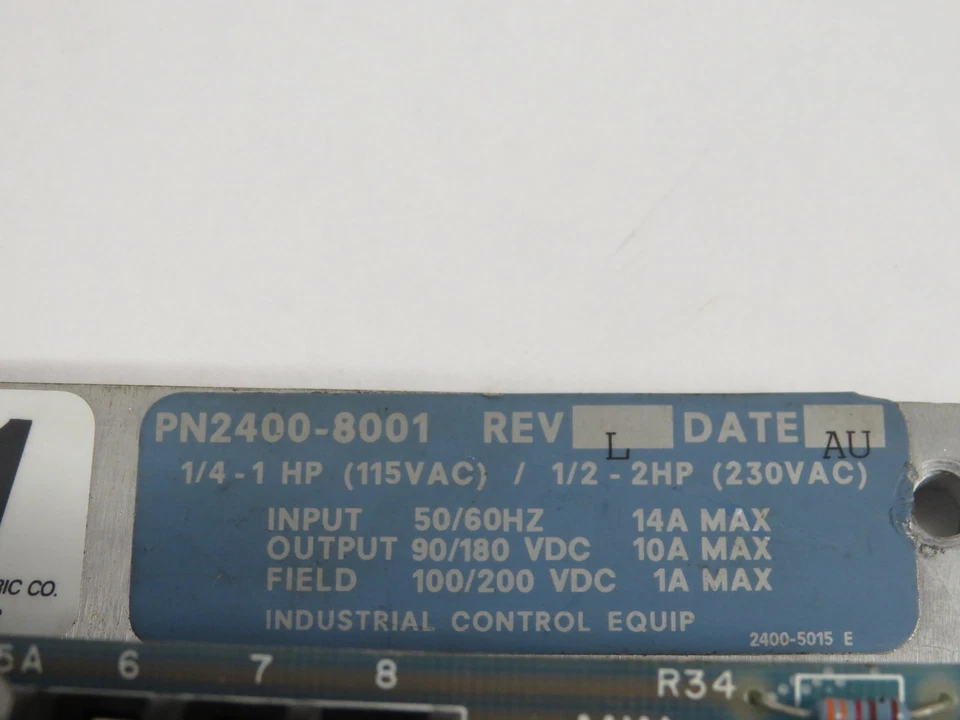 PN2400-8001 REV L DATE AU
1/4-1 HP (115VAC) / 1/2-2HP (230VAC)
INPUT 50/60HZ 14A MAX
OUTPUT 90/180 VDC 10A MAX
FIELD 100/200 VDC 1A MAX
INDUSTRIAL CONTROL EQUIP
2400-5015 E
RIC CO.
5A 6 7 8 R34